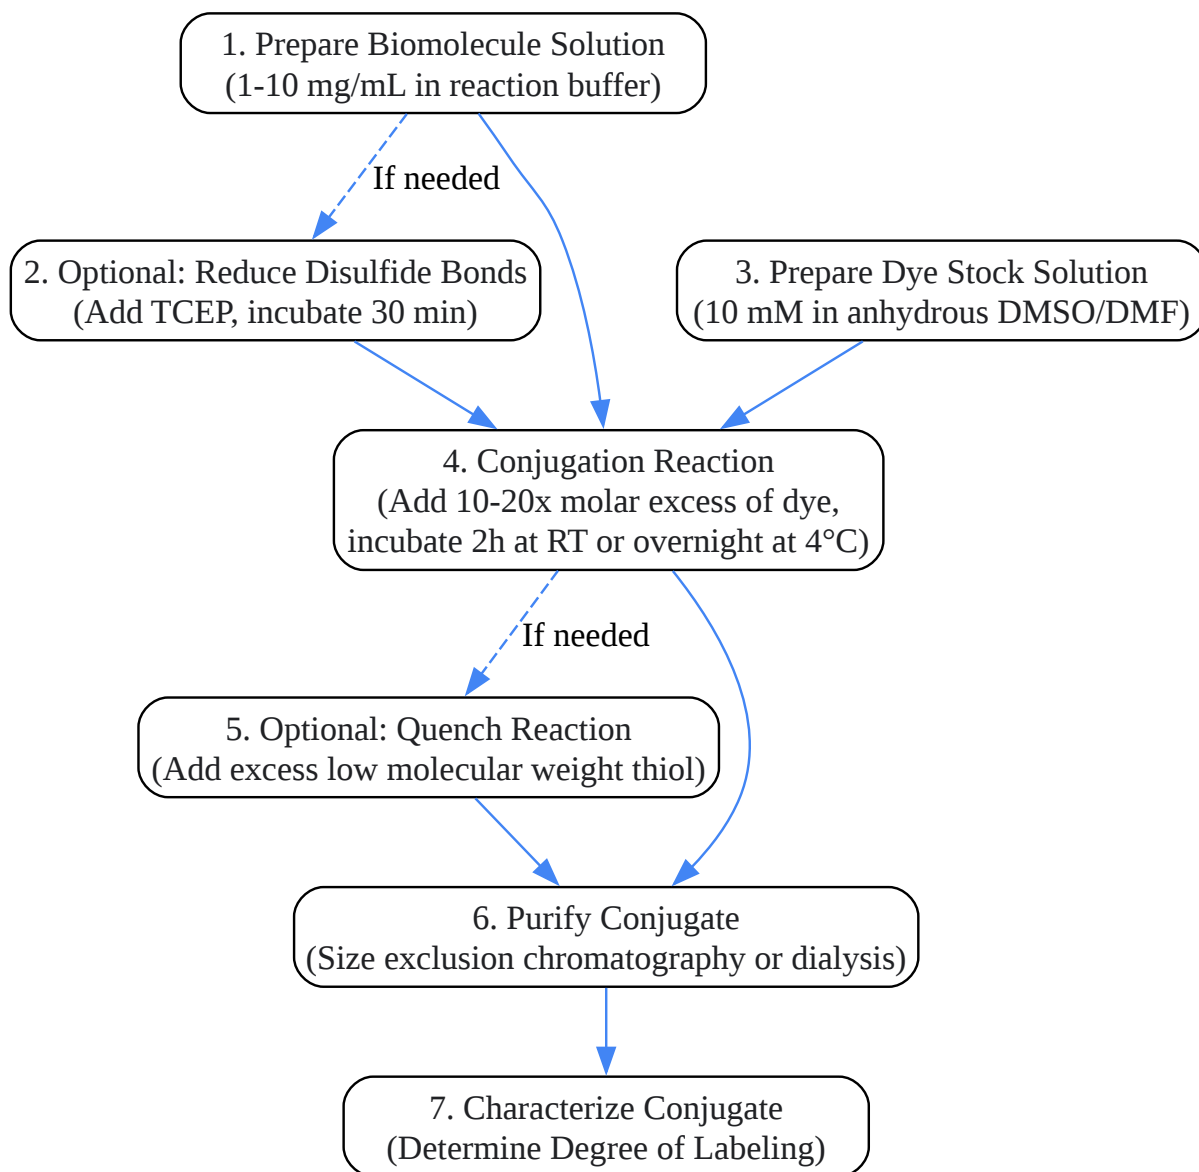 1. Prepare Biomolecule Solution
(1-10 mg/mL in reaction buffer)
If needed
2. Optional: Reduce Disulfide Bonds
(Add TCEP, incubate 30 min)
3. Prepare Dye Stock Solution
(10 mM in anhydrous DMSO/DMF)
4. Conjugation Reaction
(Add 10-20x molar excess of dye,
incubate 2h at RT or overnight at 4°C)
If needed
5. Optional: Quench Reaction
(Add excess low molecular weight thiol)
6. Purify Conjugate
(Size exclusion chromatography or dialysis)
7. Characterize Conjugate
(Determine Degree of Labeling)